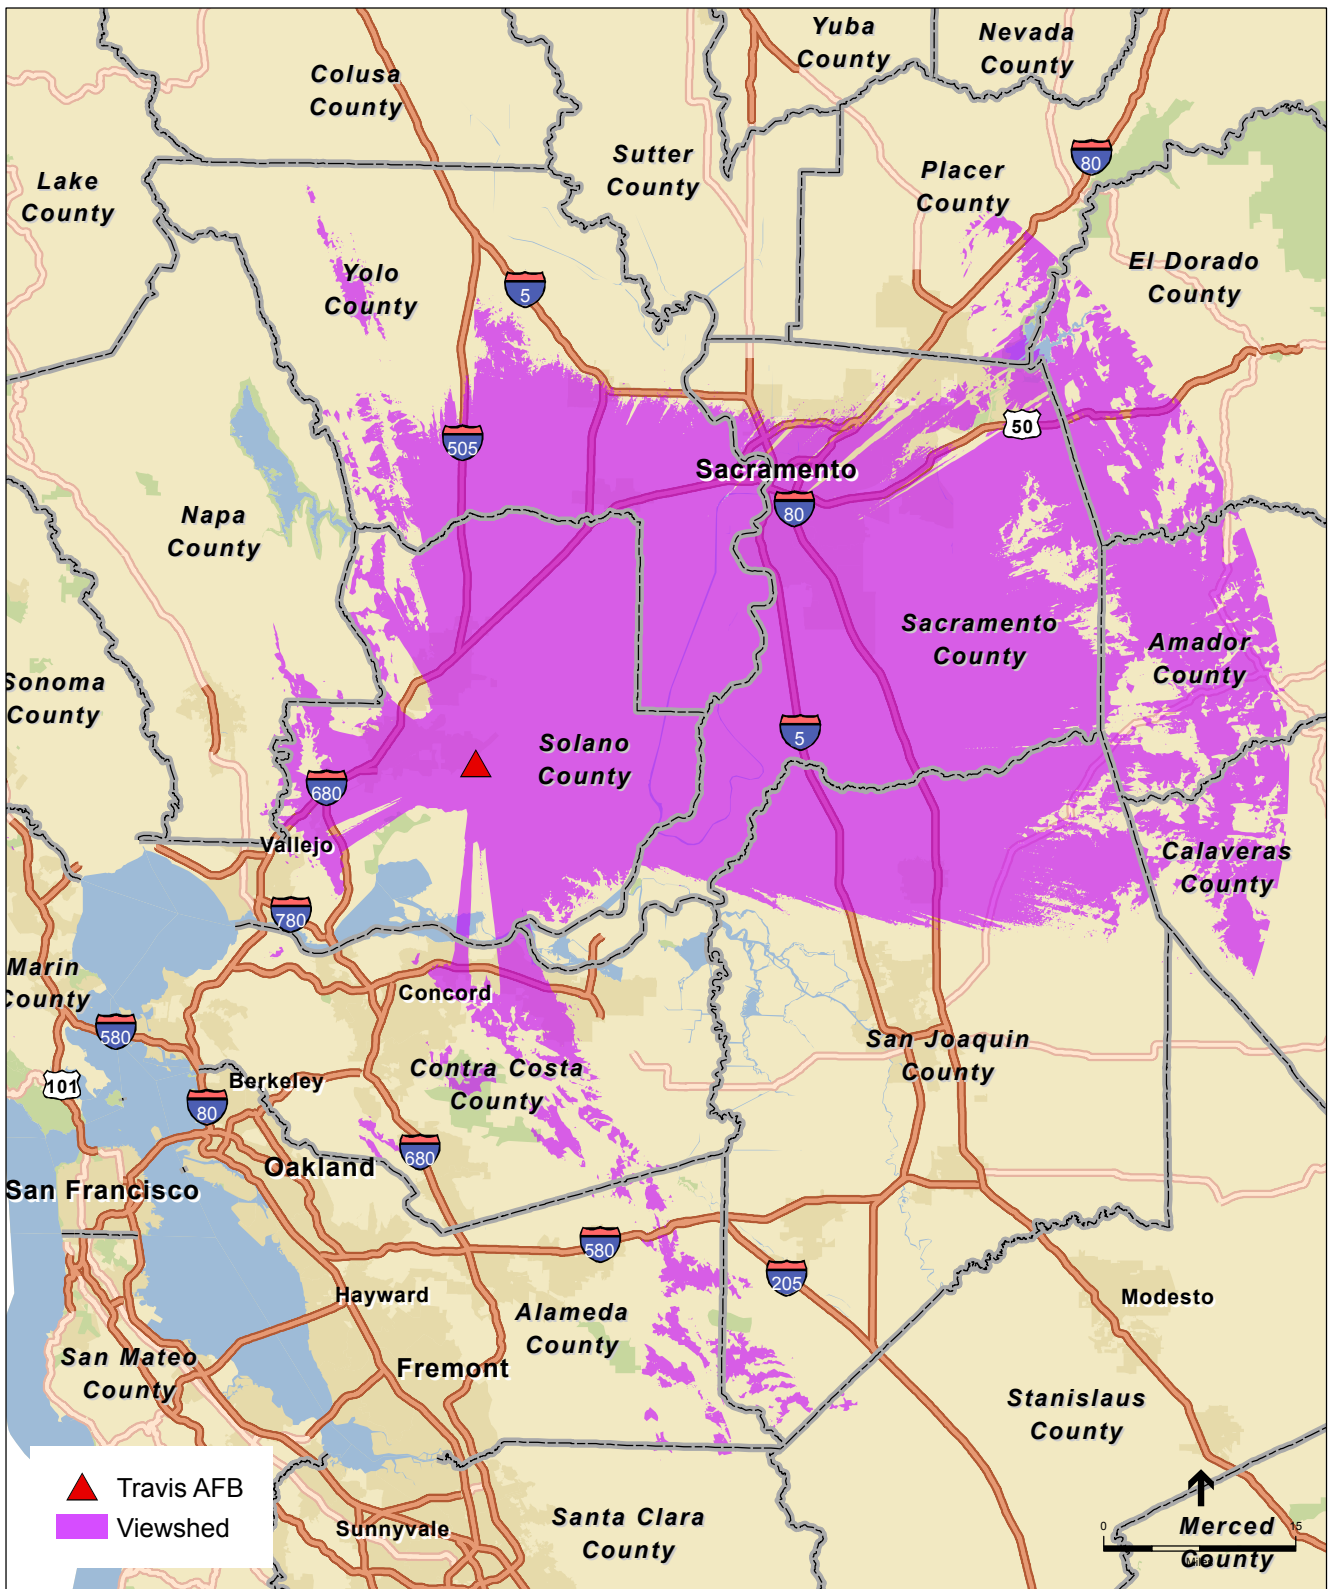 Yuba
County
Nevada
County
Colusa
County
Sutter
County
Placer
County
80
Lake
County
El Dorado
County
Yolo
County
5
505
50
Sacramento
80
Napa
County
Sacramento
County
Amador
County
Sonoma
County
Solano
County
5
680
Vallejo
Calaveras
County
780
Marin
County
Concord
580
San Joaquin
County
101
Berkeley
Contra Costa
County
80
680
Oakland
San Francisco
580
205
Hayward
Modesto
Alameda
County
San Mateo
County
Fremont
Stanislaus
County
Travis AFB
Viewshed
Sunnyvale
Santa Clara
County
0
15
Merced
County
Miles